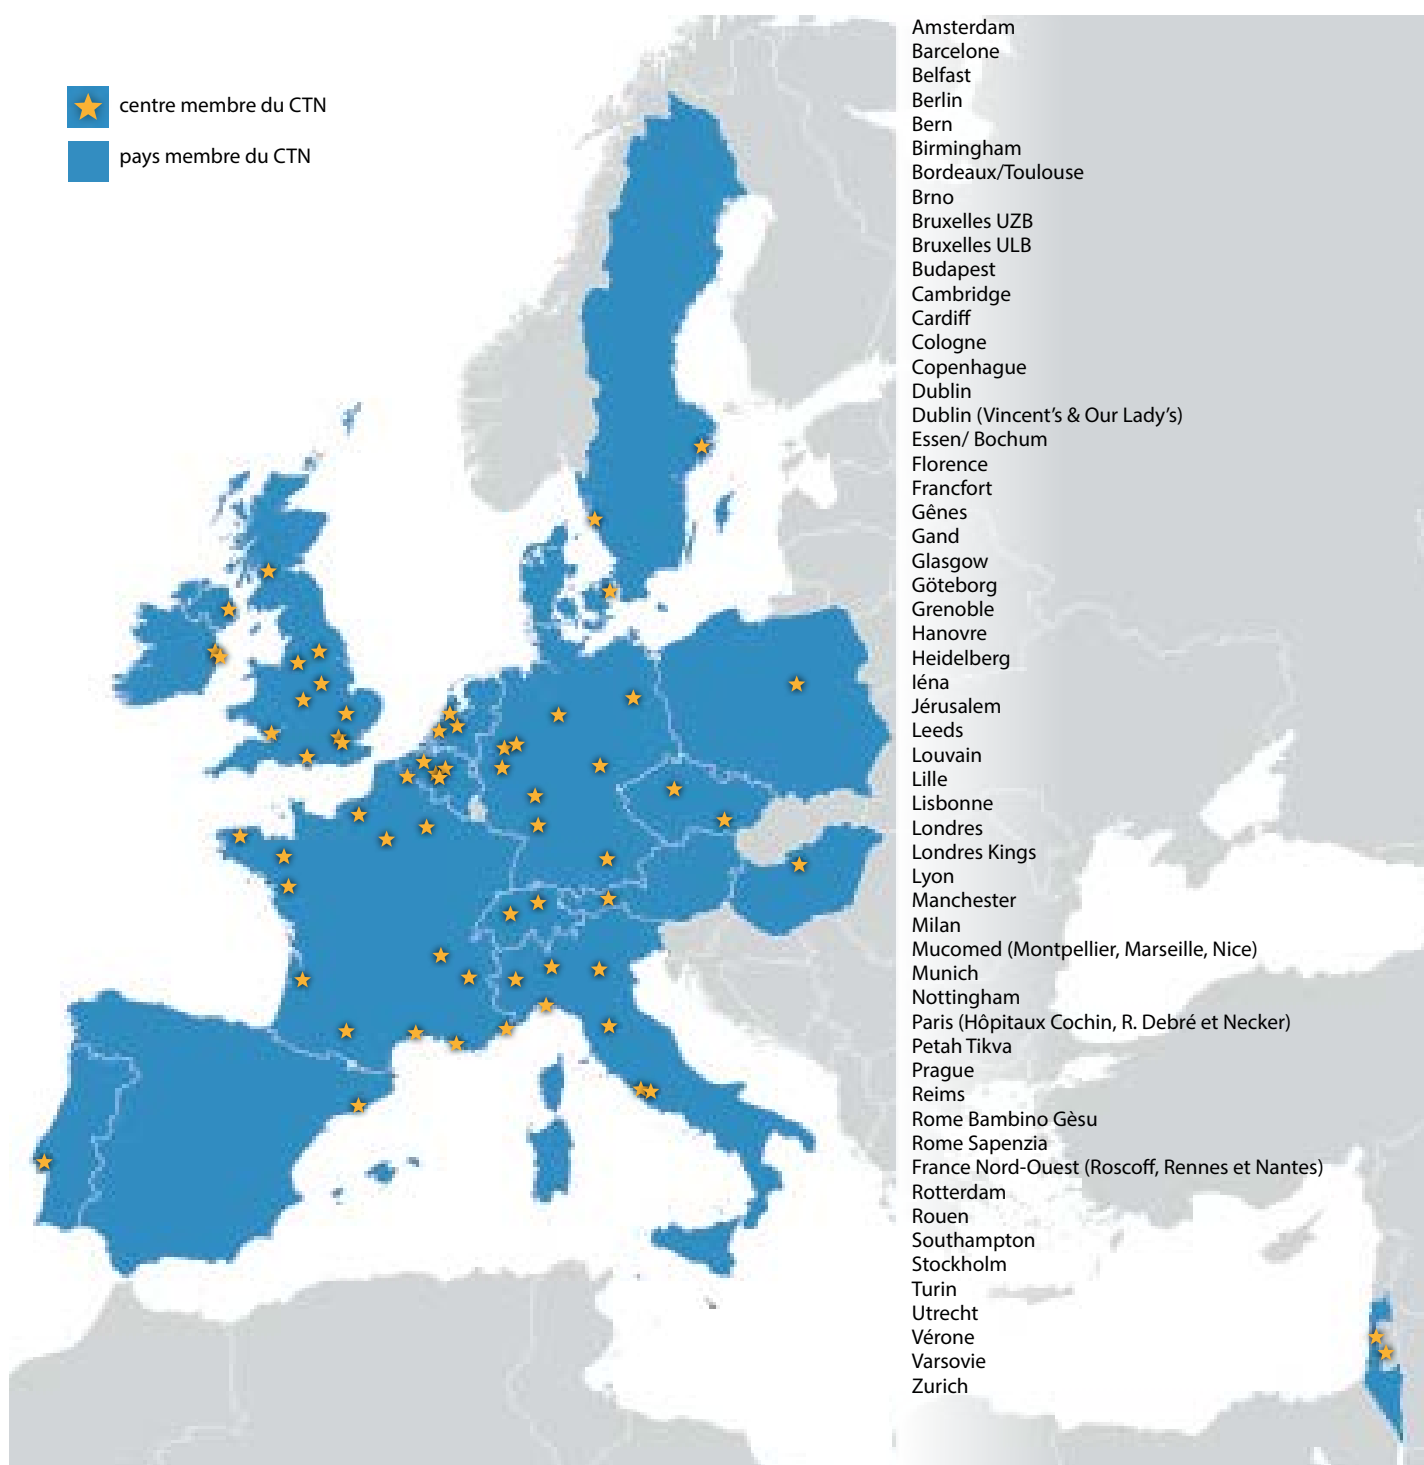 centre membre du CTN
pays membre du CTN
Amsterdam
Barcelone
Belfast
Berlin
Bern
Birmingham
Bordeaux/Toulouse
Brno
Bruxelles UZB
Bruxelles ULB
Budapest
Cambridge
Cardiff
Cologne
Copenhague
Dublin
Dublin (Vincent’s & Our Lady’s)
Essen/ Bochum
Florence
Francfort
Gênes
Gand
Glasgow
Göteborg
Grenoble
Hanovre
Heidelberg
Iéna
Jérusalem
Leeds
Louvain
Lille
Lisbonne
Londres
Londres Kings
Lyon
Manchester
Milan
Mucomed (Montpellier, Marseille, Nice)
Munich
Nottingham
Paris (Hôpitaux Cochin, R. Debré et Necker)
Petah Tikva
Prague
Reims
Rome Bambino Gèsu
Rome Sapenzia
France Nord-Ouest (Roscoff, Rennes et Nantes)
Rotterdam
Rouen
Southampton
Stockholm
Turin
Utrecht
Vérone
Varsovie
Zurich